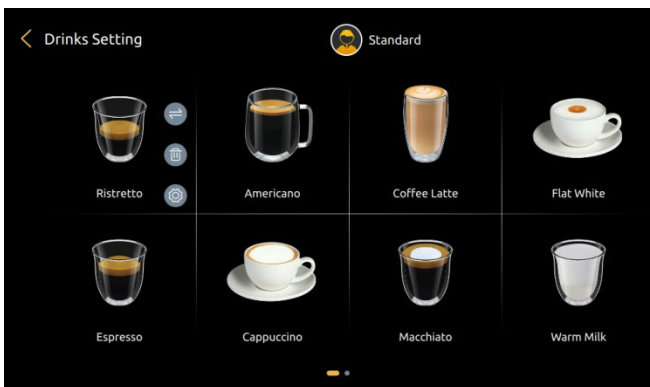 Drinks Setting
Standard
Ristretto
Americano
Coffee Latte
Flat White
Espresso
Cappuccino
Macchiato
Warm Milk